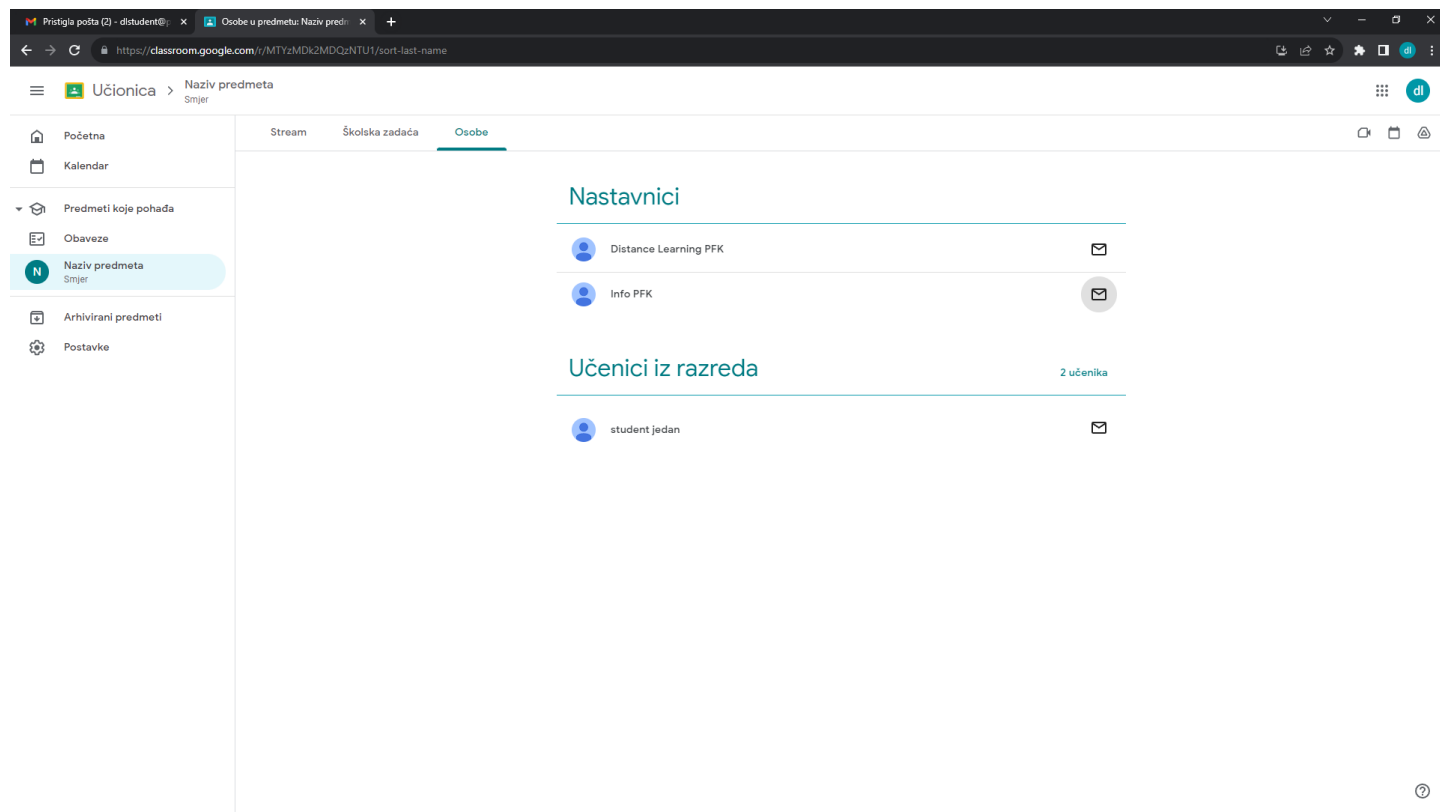 Pristigla pošta (2) - dlstudent@p
Osobe u predmetu: Naziv predm
https://classroom.google.com/r/MTYzMDk2MDQzNTU1/sort-last-name
dl
Učionica > Naziv predmeta
Smjer
dl
Početna
Kalendar
Predmeti koje pohađa
Obaveze
N
Naziv predmeta
Smjer
Arhivirani predmeti
Postavke
Stream Školska zadaća Osobe
Nastavnici
Distance Learning PFK
Info PFK
Učenici iz razreda
2 učenika
student jedan